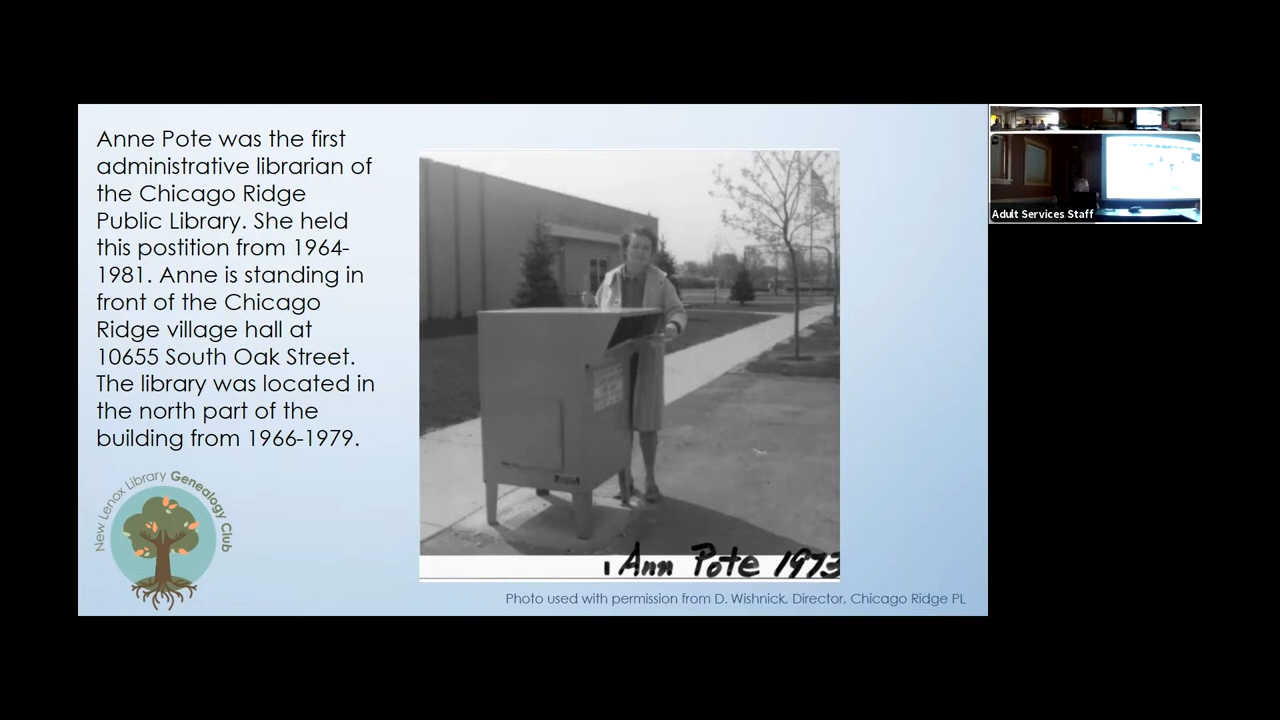 Anne Pote was the first
administrative librarian of
the Chicago Ridge
Public Library. She held
this postition from 1964-
1981. Anne is standing in
front of the Chicago
Ridge village hall at
10655 South Oak Street.
The library was located in
the north part of the
building from 1966-1979.
New Lenox Library Genealogy Club
Ann Pote 1973
Photo used with permission from D. Wishnick, Director, Chicago Ridge PL
Adult Services Staff